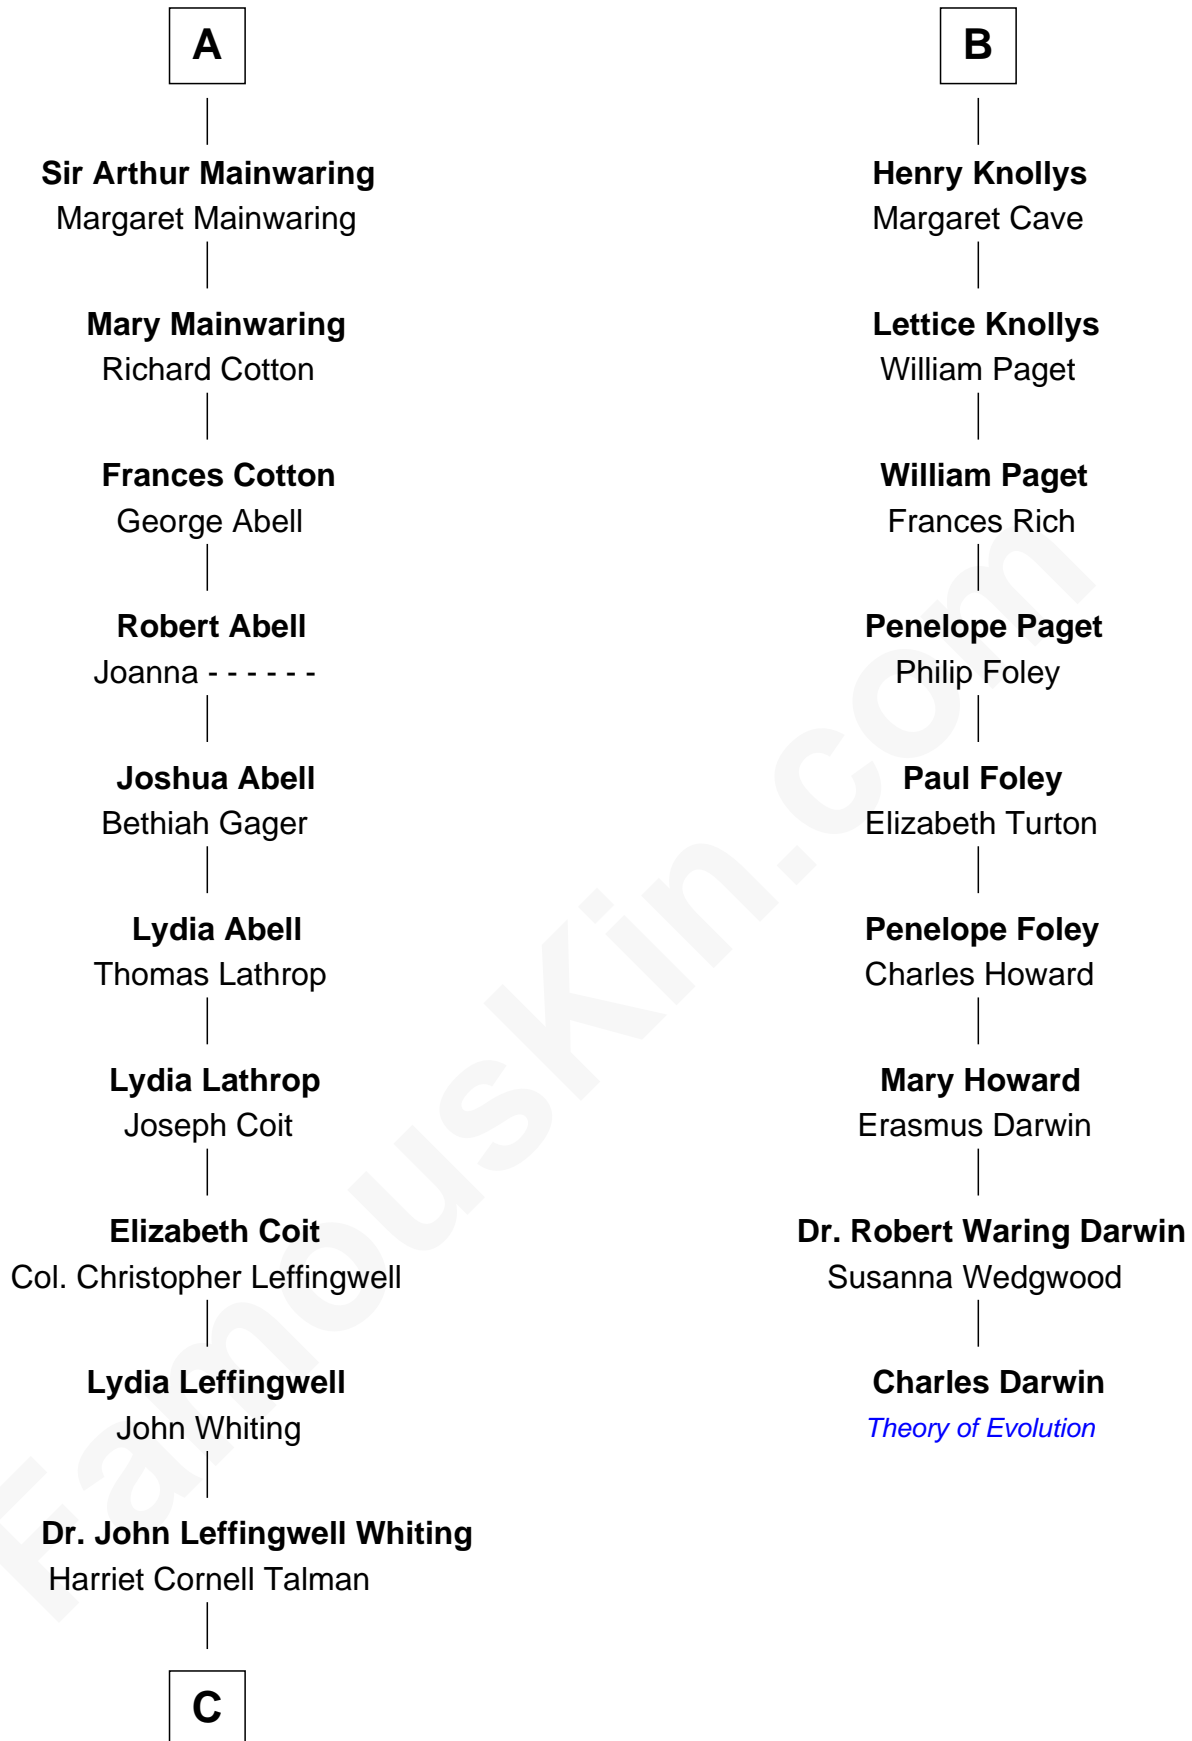 A
Sir Arthur Mainwaring
Margaret Mainwaring
Mary Mainwaring
Richard Cotton
Frances Cotton
George Abell
Robert Abell
Joanna - - - - - -
Joshua Abell
Bethiah Gager
Lydia Abell
Thomas Lathrop
Lydia Lathrop
Joseph Coit
Elizabeth Coit
Col. Christopher Leffingwell
Lydia Leffingwell
John Whiting
Dr. John Leffingwell Whiting
Harriet Cornell Talman
C
B
Henry Knollys
Margaret Cave
Lettice Knollys
William Paget
William Paget
Frances Rich
Penelope Paget
Philip Foley
Paul Foley
Elizabeth Turton
Penelope Foley
Charles Howard
Mary Howard
Erasmus Darwin
Dr. Robert Waring Darwin
Susanna Wedgwood
Charles Darwin
Theory of Evolution
FamousKin.com